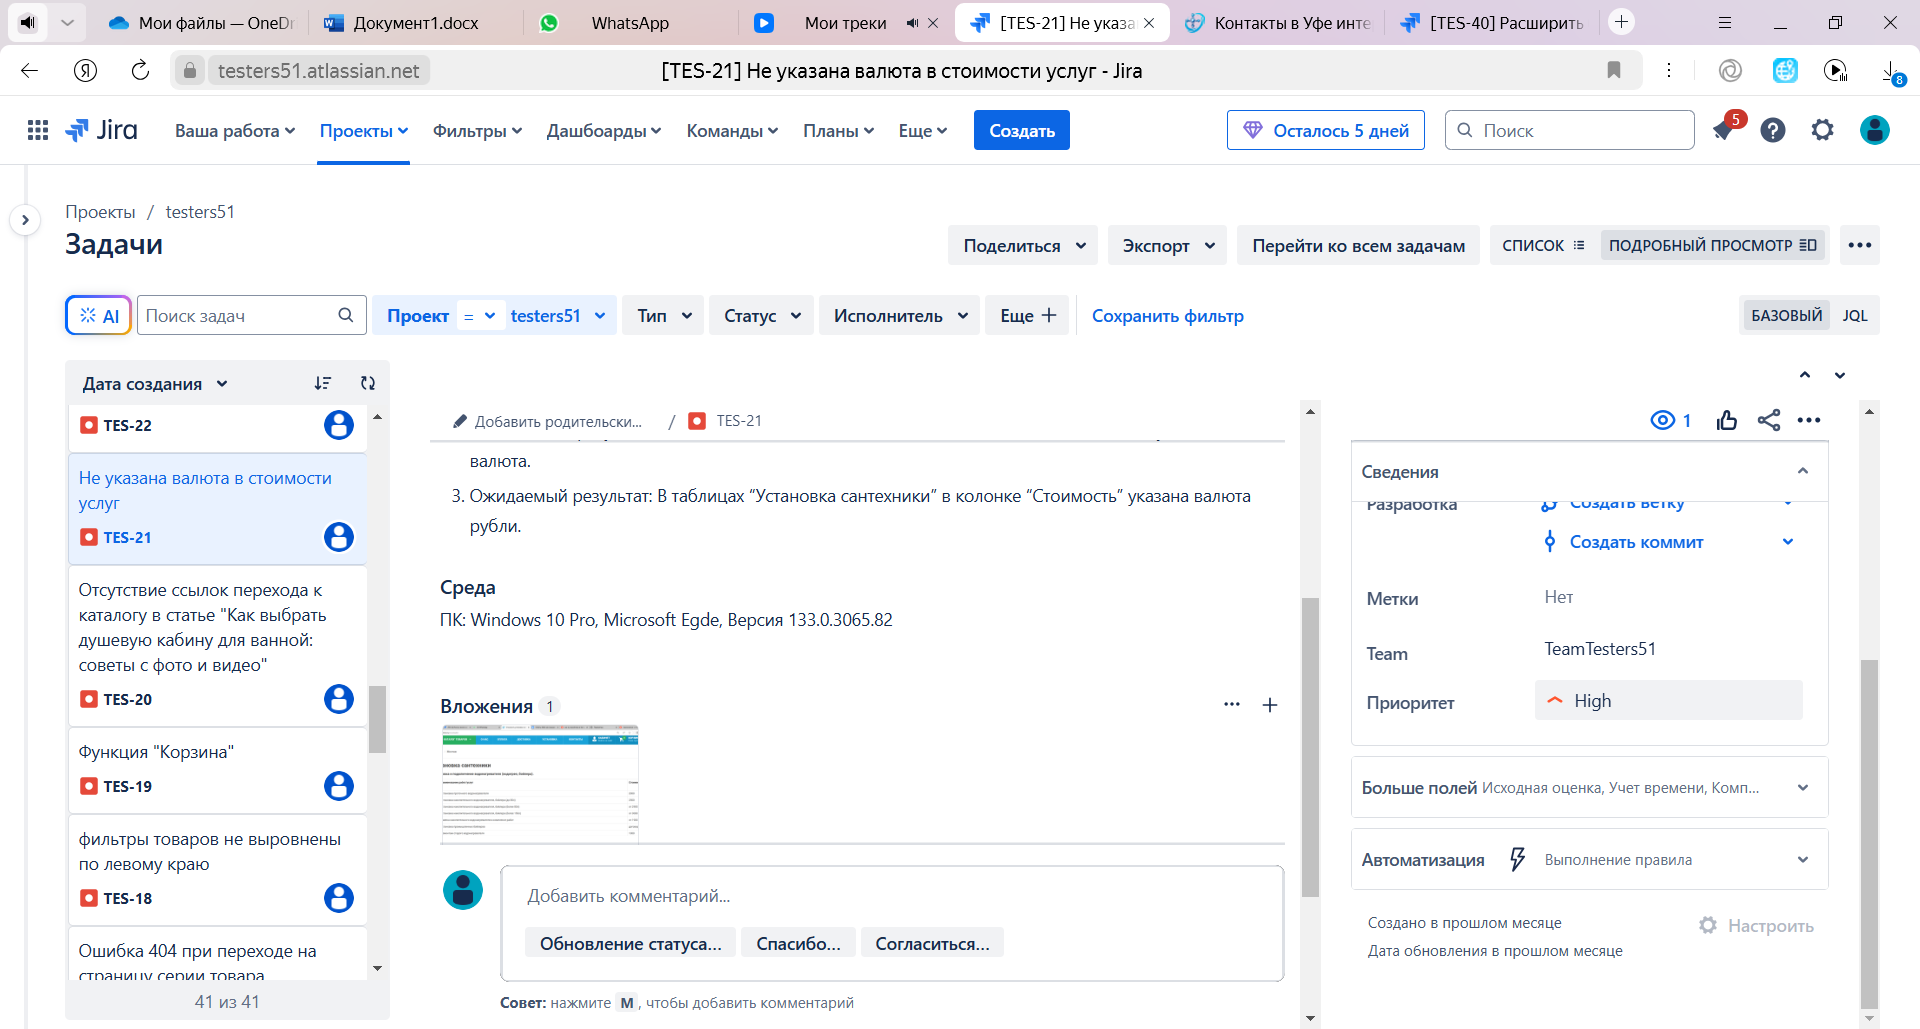 Мои файлы — OneDr
Документ1.docx
WhatsApp
Мои треки
[TES-21] Не указа
Контакты в Уфе инте
[TES-40] Расширить
testers51.atlassian.net
[TES-21] Не указана валюта в стоимости услуг - Jira
8
Jira
Ваша работа
Проекты
Фильтры
Дашборды
Команды
Планы
Еще
Создать
Осталось 5 дней
Поиск
5
Проекты / testers51
Задачи
Поделиться
Экспорт
Перейти ко всем задачам
СПИСОК
ПОДРОБНЫЙ ПРОСМОТР
AI
Поиск задач
Проект = testers51
Тип
Статус
Исполнитель
Еще
Сохранить фильтр
БАЗОВЫЙ
JQL
Дата создания
TES-22
Не указана валюта в стоимости
услуг
TES-21
Отсутствие ссылок перехода к
каталогу в статье "Как выбрать
душевую кабину для ванной:
советы с фото и видео"
TES-20
Функция "Корзина"
TES-19
фильтры товаров не выровнены
по левому краю
TES-18
Ошибка 404 при переходе на
страницу серии товара
41 из 41
Добавить родительски... / TES-21
валюта.
3. Ожидаемый результат: В таблицах “Установка сантехники” в колонке “Стоимость” указана валюта
рубли.
Среда
ПК: Windows 10 Pro, Microsoft Egde, Версия 133.0.3065.82
Вложения 1
Добавить комментарий...
Обновление статуса...
Спасибо...
Согласиться...
Совет: нажмите M, чтобы добавить комментарий
1
Сведения
Разработка
Создать ветку
Создать коммит
Метки
Нет
Team
TeamTesters51
Приоритет
High
Больше полей Исходная оценка, Учет времени, Комп...
Автоматизация
Выполнение правила
Создано в прошлом месяце
Настроить
Дата обновления в прошлом месяце